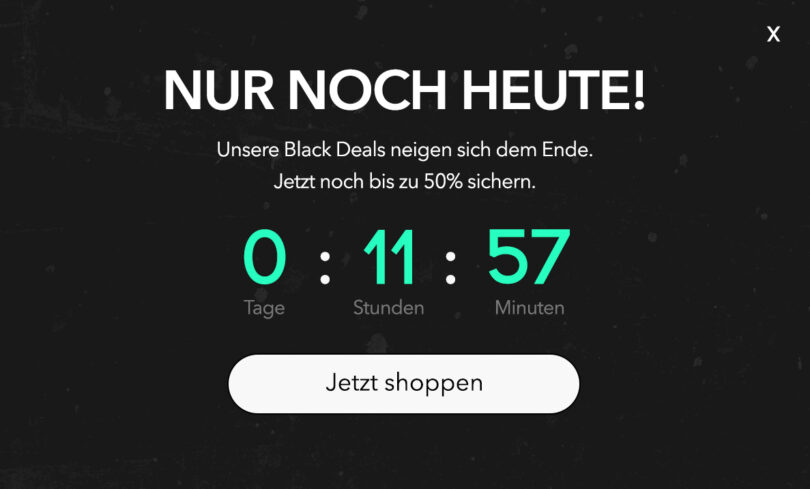 X
NUR NOCH HEUTE!
Unsere Black Deals neigen sich dem Ende.
Jetzt noch bis zu 50% sichern.
0 : 11 : 57
Tage Stunden Minuten
Jetzt shoppen